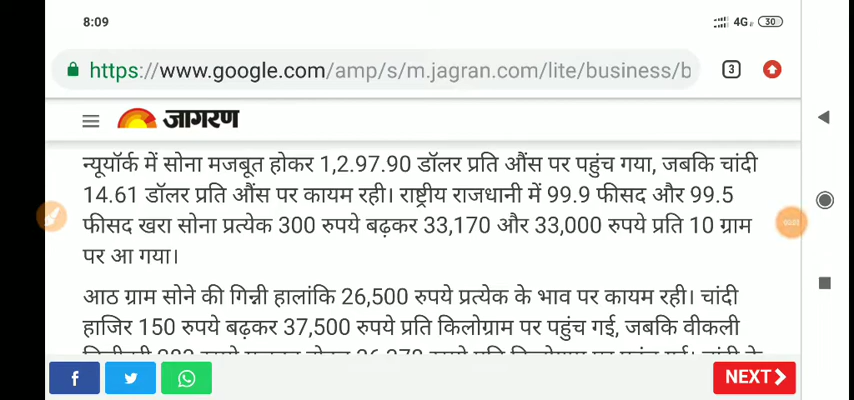 8:09
4G
30
https://www.google.com/amp/s/m.jagran.com/lite/business/b
3
जागरण
न्यूयॉर्क में सोना मजबूत होकर 1,2.97.90 डॉलर प्रति औंस पर पहुंच गया, जबकि चांदी
14.61 डॉलर प्रति औंस पर कायम रही। राष्ट्रीय राजधानी में 99.9 फीसद और 99.5
फीसद खरा सोना प्रत्येक 300 रुपये बढ़कर 33,170 और 33,000 रुपये प्रति 10 ग्राम
पर आ गया।
आठ ग्राम सोने की गिन्नी हालांकि 26,500 रुपये प्रत्येक के भाव पर कायम रही। चांदी
हाजिर 150 रुपये बढ़कर 37,500 रुपये प्रति किलोग्राम पर पहुंच गई, जबकि वीकली
NEXT